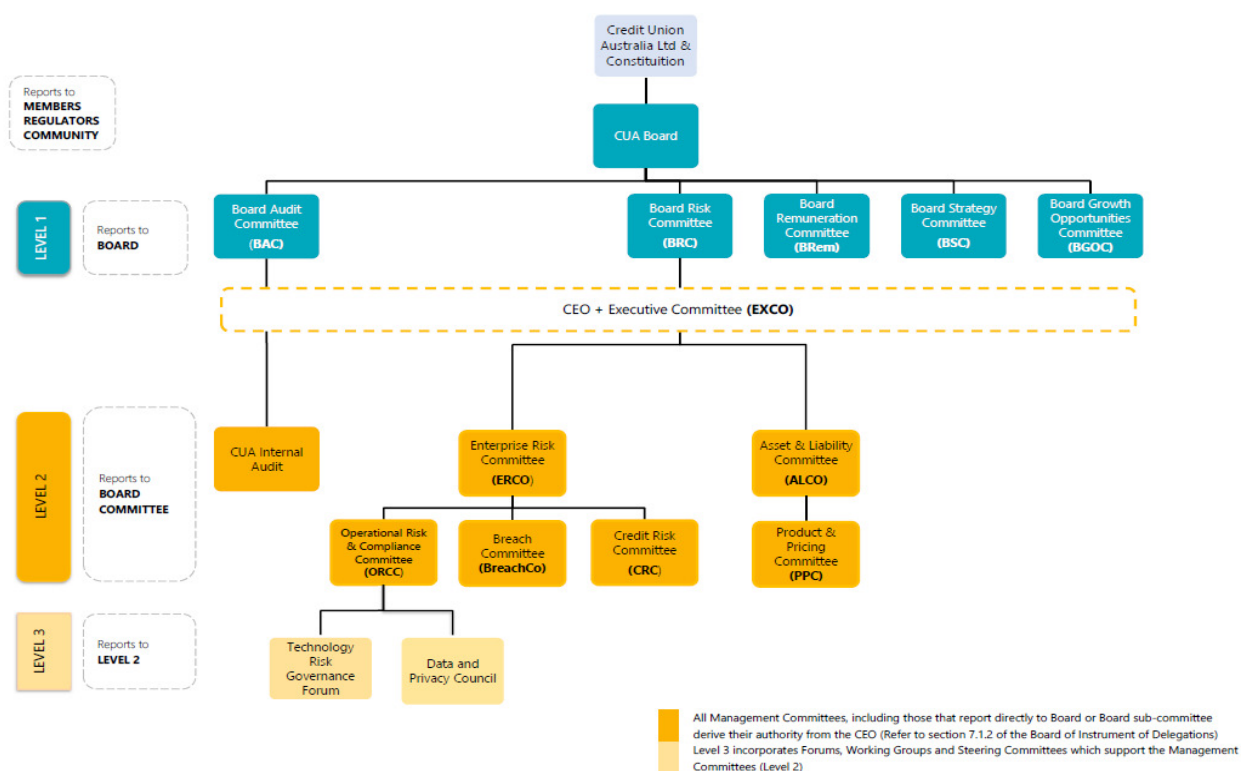 Credit Union
Australia Ltd &
Constituition
Reports to
MEMBERS
REGULATORS
COMMUNITY
CUA Board
LEVEL 1
Reports to
BOARD
Board Audit
Committee
(BAC)
Board Risk
Committee
(BRC)
Board
Remuneration
Committee
(BRem)
Board Strategy
Committee
(BSC)
Board Growth
Opportunities
Committee
(BGOC)
CEO + Executive Committee (EXCO)
LEVEL 2
Reports to
BOARD
COMMITTEE
CUA Internal
Audit
Enterprise Risk
Committee
(ERCO)
Asset & Liability
Committee
(ALCO)
Operational Risk
& Compliance
Committee
(ORCC)
Breach
Committee
(BreachCo)
Credit Risk
Committee
(CRC)
Product &
Pricing
Committee
(PPC)
LEVEL 3
Reports to
LEVEL 2
Technology
Risk
Governance
Forum
Data and
Privacy Council
All Management Committees, including those that report directly to Board or Board sub-committee
derive their authority from the CEO (Refer to section 7.1.2 of the Board of Instrument of Delegations)
Level 3 incorporates Forums, Working Groups and Steering Committees which support the Management
Committees (Level 2)